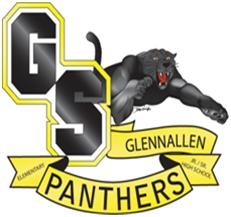 GS
GLENNALLEN
ELEMENTARY
JR. / SR.
HIGH SCHOOL
PANTHERS